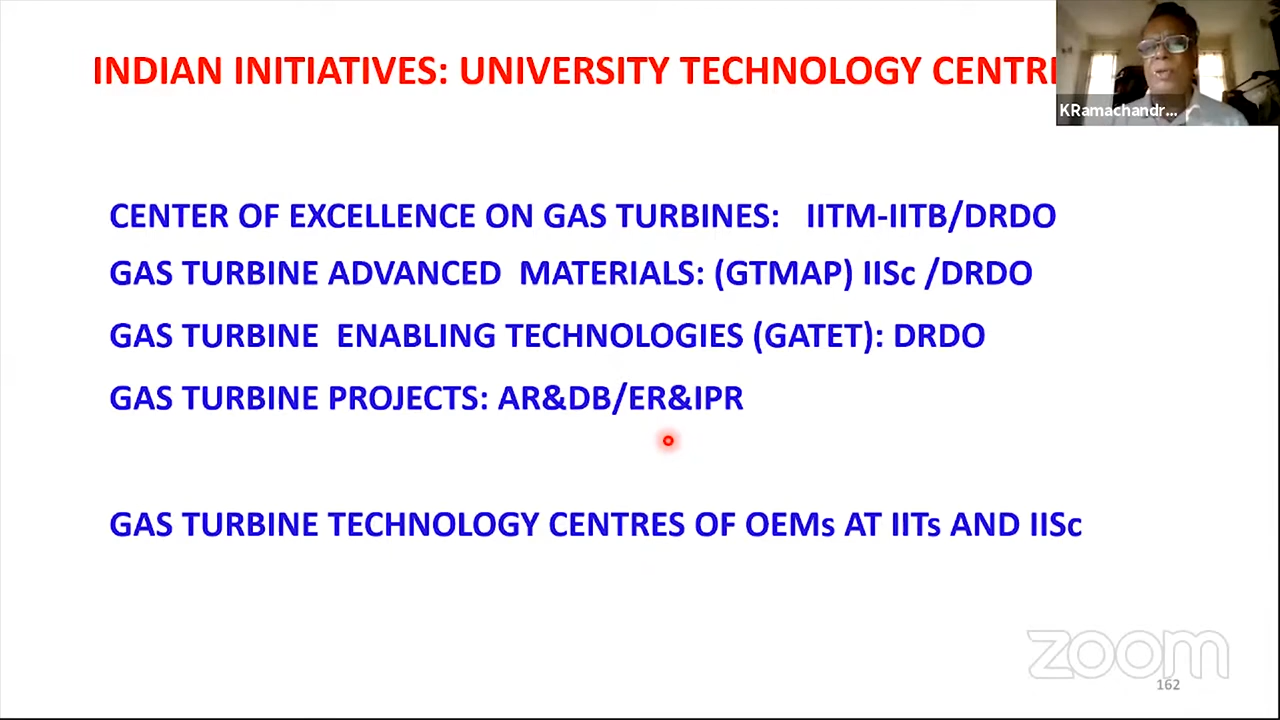 INDIAN INITIATIVES: UNIVERSITY TECHNOLOGY CENTRE
KRamachandr...
CENTER OF EXCELLENCE ON GAS TURBINES: IITM-IITB/DRDO
GAS TURBINE ADVANCED MATERIALS: (GTMAP) IISc /DRDO
GAS TURBINE ENABLING TECHNOLOGIES (GATET): DRDO
GAS TURBINE PROJECTS: AR&DB/ER&IPR
GAS TURBINE TECHNOLOGY CENTRES OF OEMs AT IITs AND IISc
zoom
162